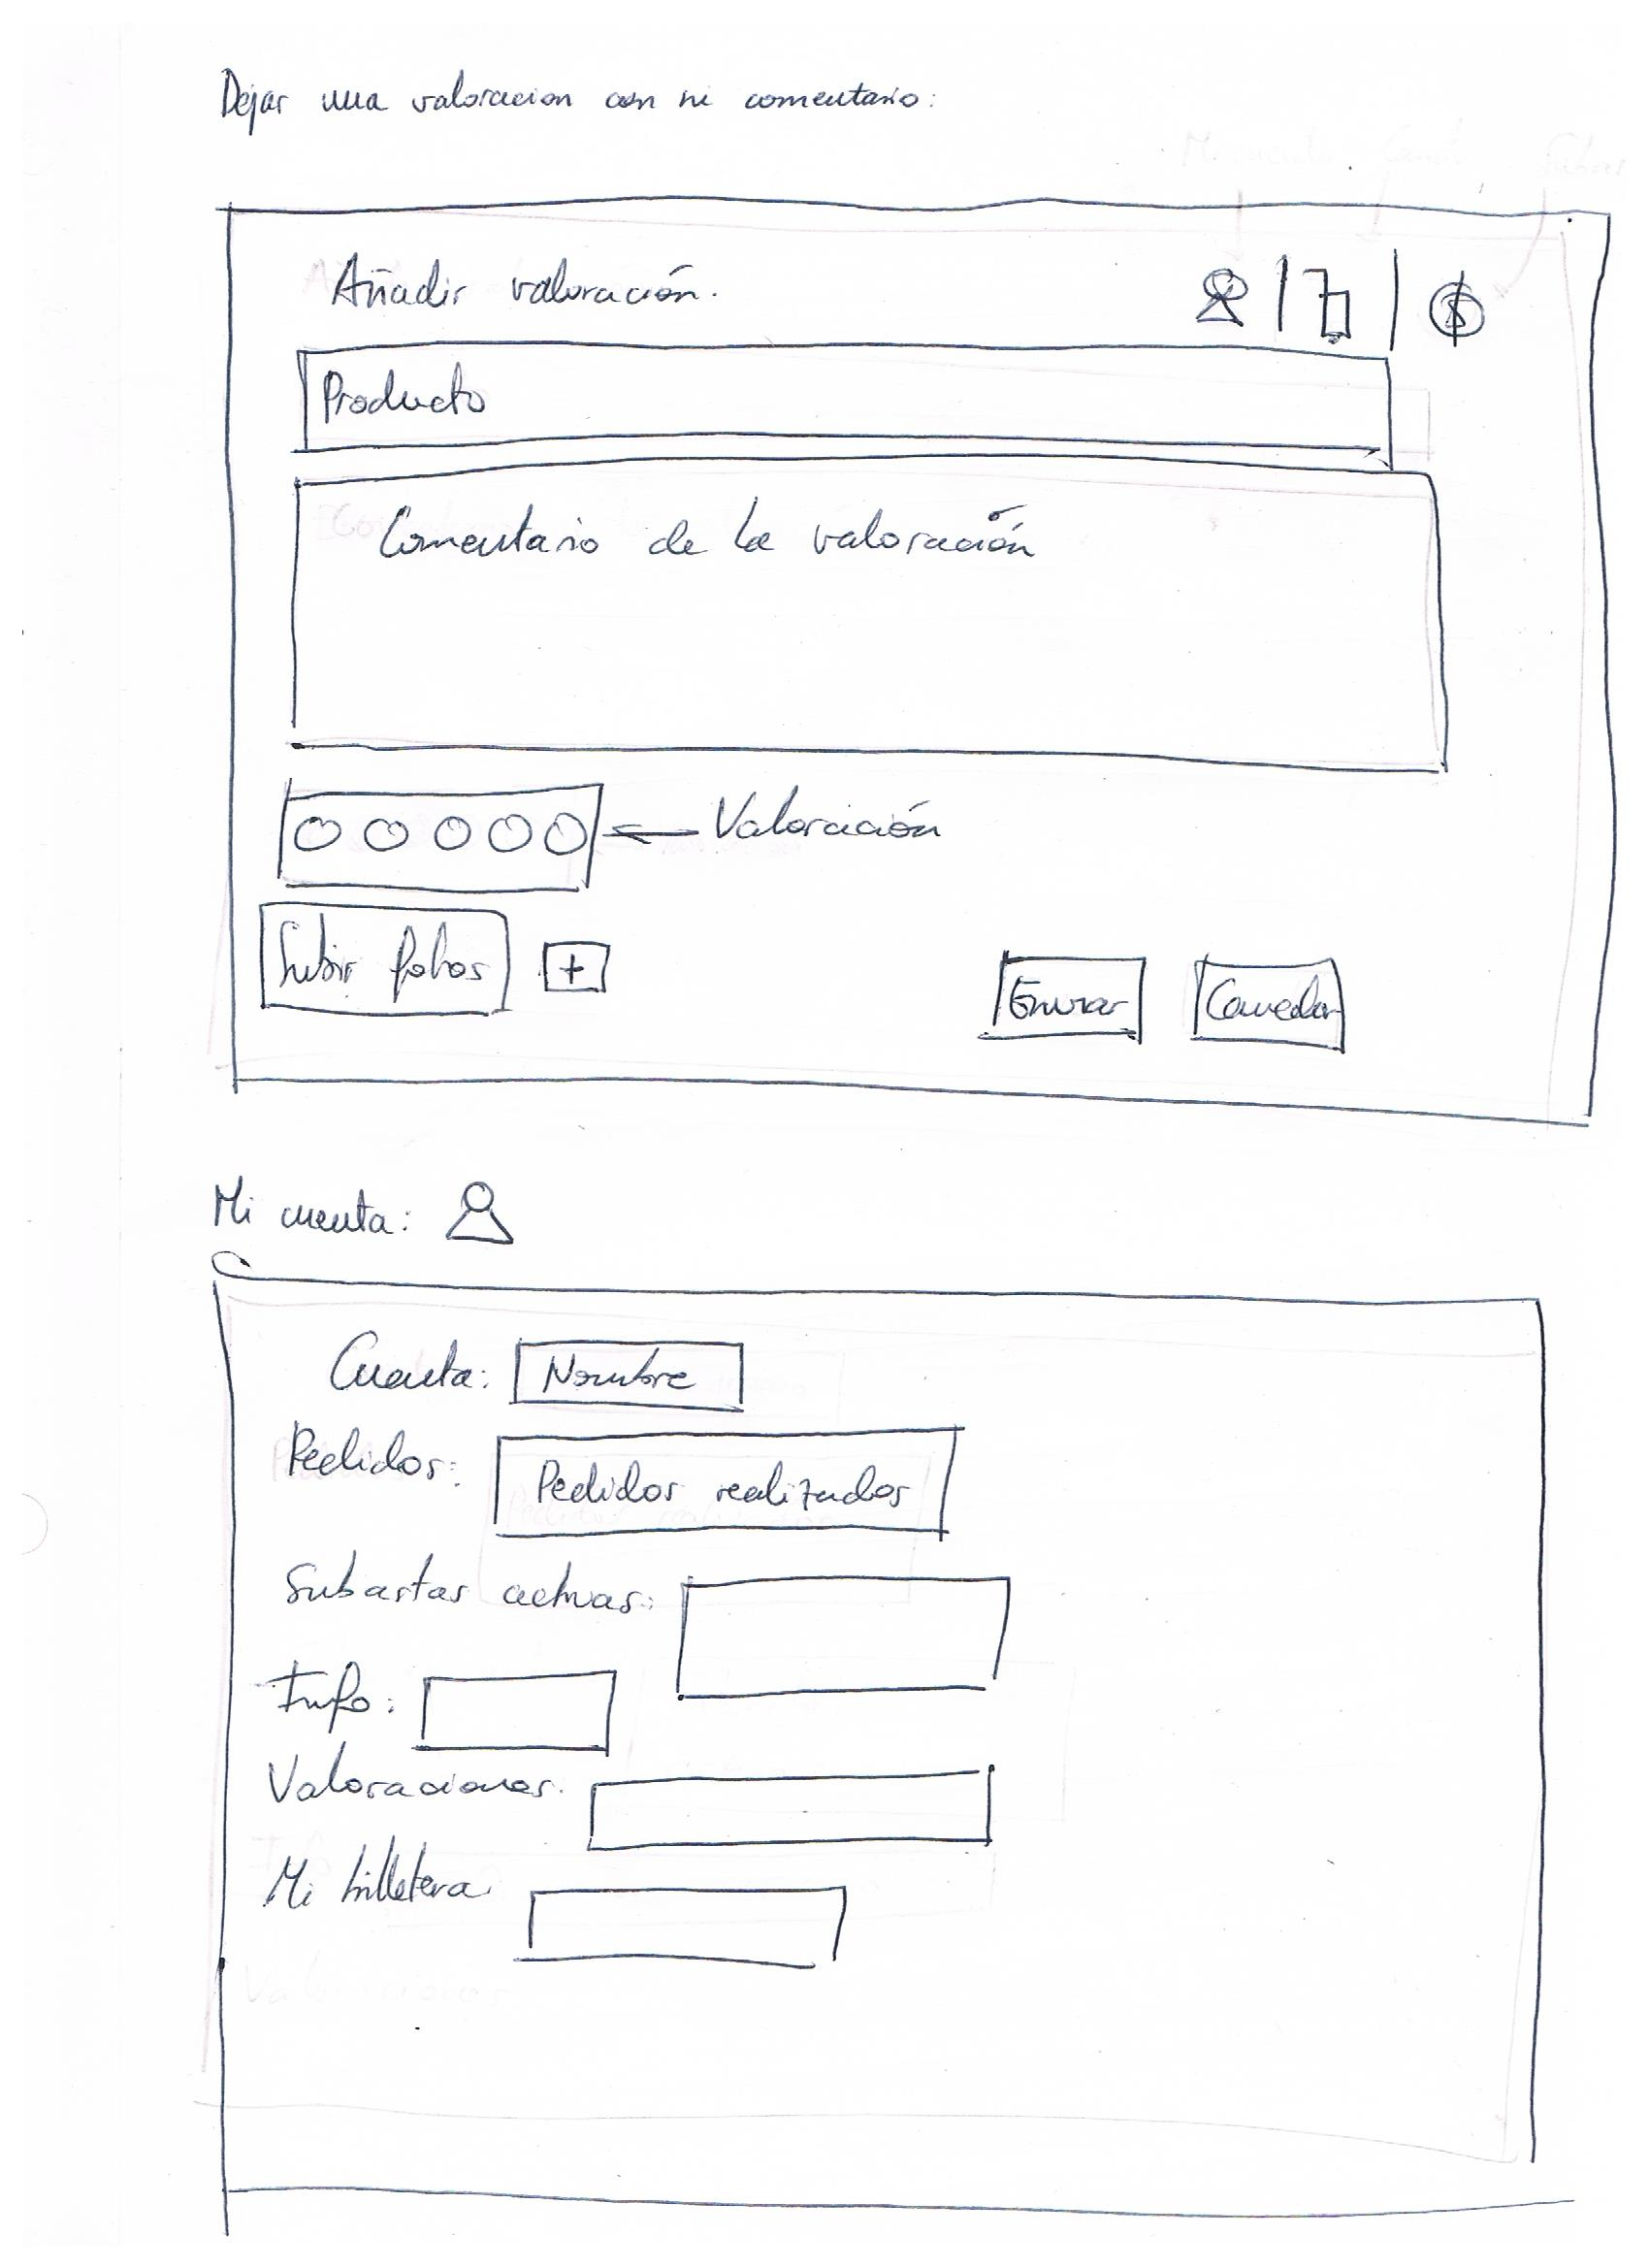 Dejar una valoracion con mi comentario:
Añadir valoración.
Producto
Comentario de la valoración
Valoración
Subir fotos +
Enviar Cancelar
Mi cuenta:
Cuenta: Nombre
Pedidos: Pedidos realizados
Subastas activas:
Info:
Valoraciones:
Mi billetera